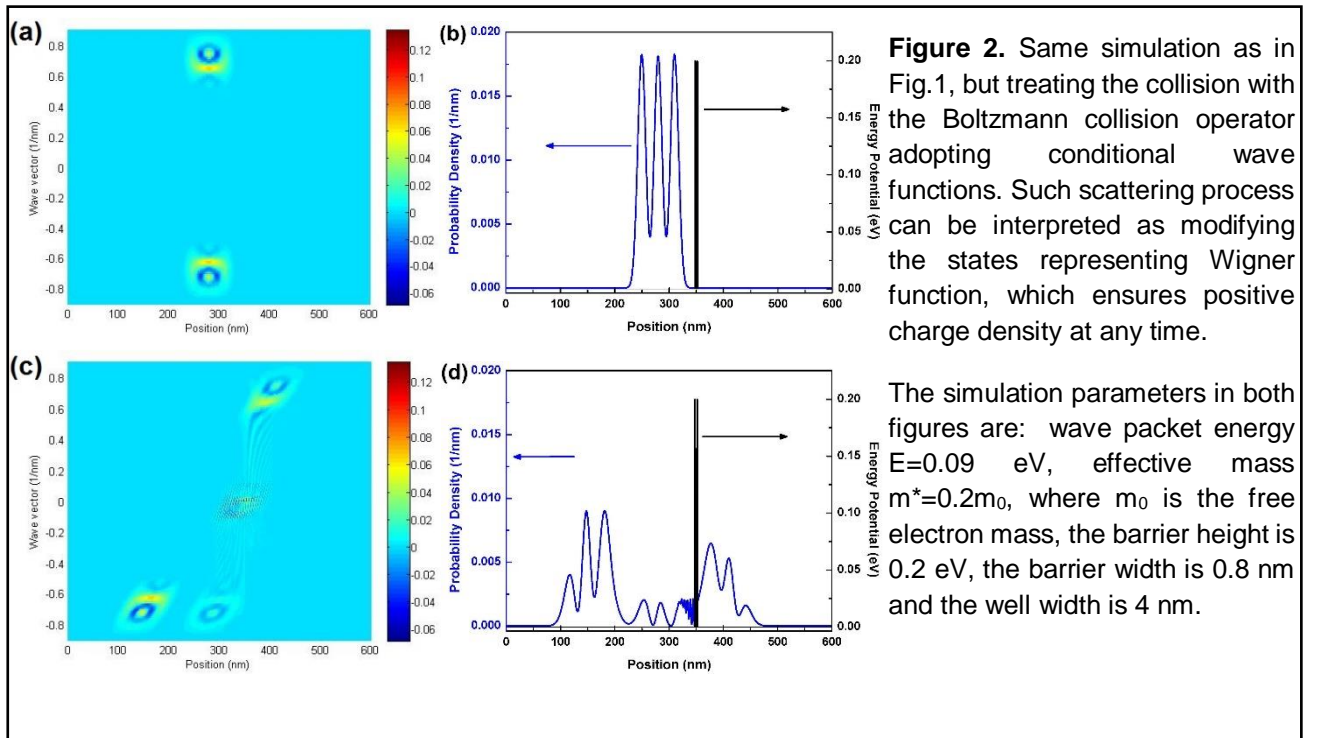 (a)
0.8
0.6
0.4
0.2
0
-0.2
-0.4
-0.6
-0.8
Wave vector (1/nm)
0 100 200 300 400 500 600
Position (nm)
0.12
0.10
0.08
0.06
0.04
0.02
0
-0.02
-0.04
-0.06
(b)
0.020
0.015
0.010
0.005
0.000
Probability Density (1/nm)
0 100 200 300 400 500 600
Position (nm)
0.20
0.15
0.10
0.05
0.00
Energy Potential (eV)
Figure 2. Same simulation as in
Fig.1, but treating the collision with
the Boltzmann collision operator
adopting conditional wave
functions. Such scattering process
can be interpreted as modifying
the states representing Wigner
function, which ensures positive
charge density at any time.
(c)
0.8
0.6
0.4
0.2
0
-0.2
-0.4
-0.6
-0.8
Wave vector (1/nm)
0 100 200 300 400 500 600
Position (nm)
0.12
0.10
0.08
0.06
0.04
0.02
0
-0.02
-0.04
-0.06
(d)
0.020
0.015
0.010
0.005
0.000
Probability Density (1/nm)
0 100 200 300 400 500 600
Position (nm)
0.20
0.15
0.10
0.05
0.00
Energy Potential (eV)
The simulation parameters in both
figures are: wave packet energy
E=0.09 eV, effective mass
m*=0.2m₀, where m₀ is the free
electron mass, the barrier height is
0.2 eV, the barrier width is 0.8 nm
and the well width is 4 nm.